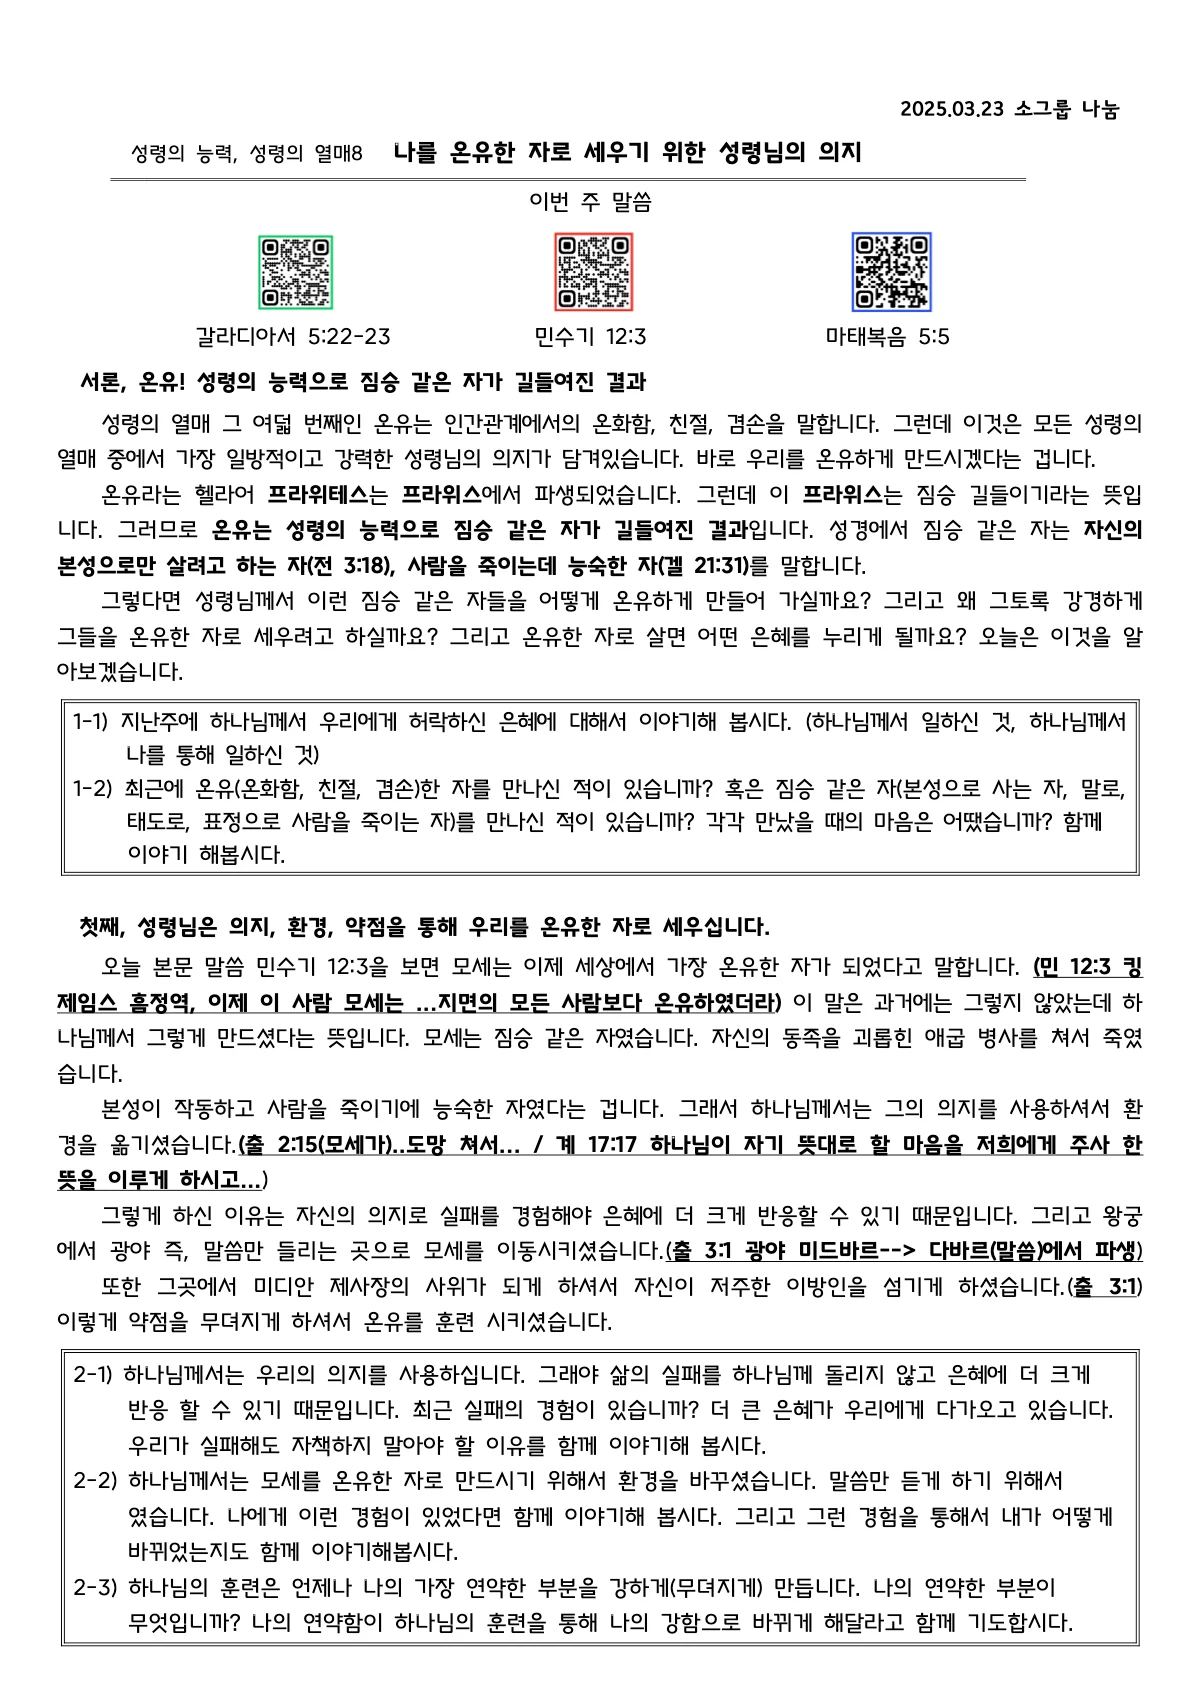 2025.03.23 소그룹 나눔
성령의 능력, 성령의 열매8 나를 온유한 자로 세우기 위한 성령님의 의지
이번 주 말씀
갈라디아서 5:22-23 민수기 12:3 마태복음 5:5
서론, 온유! 성령의 능력으로 짐승 같은 자가 길들여진 결과
성령의 열매 그 여덟 번째인 온유는 인간관계에서의 온화함, 친절, 겸손을 말합니다. 그런데 이것은 모든 성령의
열매 중에서 가장 일방적이고 강력한 성령님의 의지가 담겨있습니다. 바로 우리를 온유하게 만드시겠다는 겁니다.
온유라는 헬라어 프라위테스는 프라위스에서 파생되었습니다. 그런데 이 프라위스는 짐승 길들이기라는 뜻입
니다. 그러므로 온유는 성령의 능력으로 짐승 같은 자가 길들여진 결과입니다. 성경에서 짐승 같은 자는 자신의
본성으로만 살려고 하는 자(전 3:18), 사람을 죽이는데 능숙한 자(겔 21:31)를 말합니다.
그렇다면 성령님께서 이런 짐승 같은 자들을 어떻게 온유하게 만들어 가실까요? 그리고 왜 그토록 강경하게
그들을 온유한 자로 세우려고 하실까요? 그리고 온유한 자로 살면 어떤 은혜를 누리게 될까요? 오늘은 이것을 알
아보겠습니다.
1-1) 지난주에 하나님께서 우리에게 허락하신 은혜에 대해서 이야기해 봅시다. (하나님께서 일하신 것, 하나님께서
나를 통해 일하신 것)
1-2) 최근에 온유(온화함, 친절, 겸손)한 자를 만나신 적이 있습니까? 혹은 짐승 같은 자(본성으로 사는 자, 말로,
태도로, 표정으로 사람을 죽이는 자)를 만나신 적이 있습니까? 각각 만났을 때의 마음은 어땠습니까? 함께
이야기 해봅시다.
첫째, 성령님은 의지, 환경, 약점을 통해 우리를 온유한 자로 세우십니다.
오늘 본문 말씀 민수기 12:3을 보면 모세는 이제 세상에서 가장 온유한 자가 되었다고 말합니다. (민 12:3 킹
제임스 흠정역, 이제 이 사람 모세는 ...지면의 모든 사람보다 온유하였더라) 이 말은 과거에는 그렇지 않았는데 하
나님께서 그렇게 만드셨다는 뜻입니다. 모세는 짐승 같은 자였습니다. 자신의 동족을 괴롭힌 애굽 병사를 쳐서 죽였
습니다.
본성이 작동하고 사람을 죽이기에 능숙한 자였다는 겁니다. 그래서 하나님께서는 그의 의지를 사용하셔서 환
경을 옮기셨습니다.(출 2:15(모세가)..도망 쳐서... / 계 17:17 하나님이 자기 뜻대로 할 마음을 저희에게 주사 한
뜻을 이루게 하시고...)
그렇게 하신 이유는 자신의 의지로 실패를 경험해야 은혜에 더 크게 반응할 수 있기 때문입니다. 그리고 왕궁
에서 광야 즉, 말씀만 들리는 곳으로 모세를 이동시키셨습니다.(출 3:1 광야 미드바르--> 다바르(말씀)에서 파생)
또한 그곳에서 미디안 제사장의 사위가 되게 하셔서 자신이 저주한 이방인을 섬기게 하셨습니다.(출 3:1)
이렇게 약점을 무뎌지게 하셔서 온유를 훈련 시키셨습니다.
2-1) 하나님께서는 우리의 의지를 사용하십니다. 그래야 삶의 실패를 하나님께 돌리지 않고 은혜에 더 크게
반응 할 수 있기 때문입니다. 최근 실패의 경험이 있습니까? 더 큰 은혜가 우리에게 다가오고 있습니다.
우리가 실패해도 자책하지 말아야 할 이유를 함께 이야기해 봅시다.
2-2) 하나님께서는 모세를 온유한 자로 만드시기 위해서 환경을 바꾸셨습니다. 말씀만 듣게 하기 위해서
였습니다. 나에게 이런 경험이 있었다면 함께 이야기해 봅시다. 그리고 그런 경험을 통해서 내가 어떻게
바뀌었는지도 함께 이야기해봅시다.
2-3) 하나님의 훈련은 언제나 나의 가장 연약한 부분을 강하게(무뎌지게) 만듭니다. 나의 연약한 부분이
무엇입니까? 나의 연약함이 하나님의 훈련을 통해 나의 강함으로 바뀌게 해달라고 함께 기도합시다.